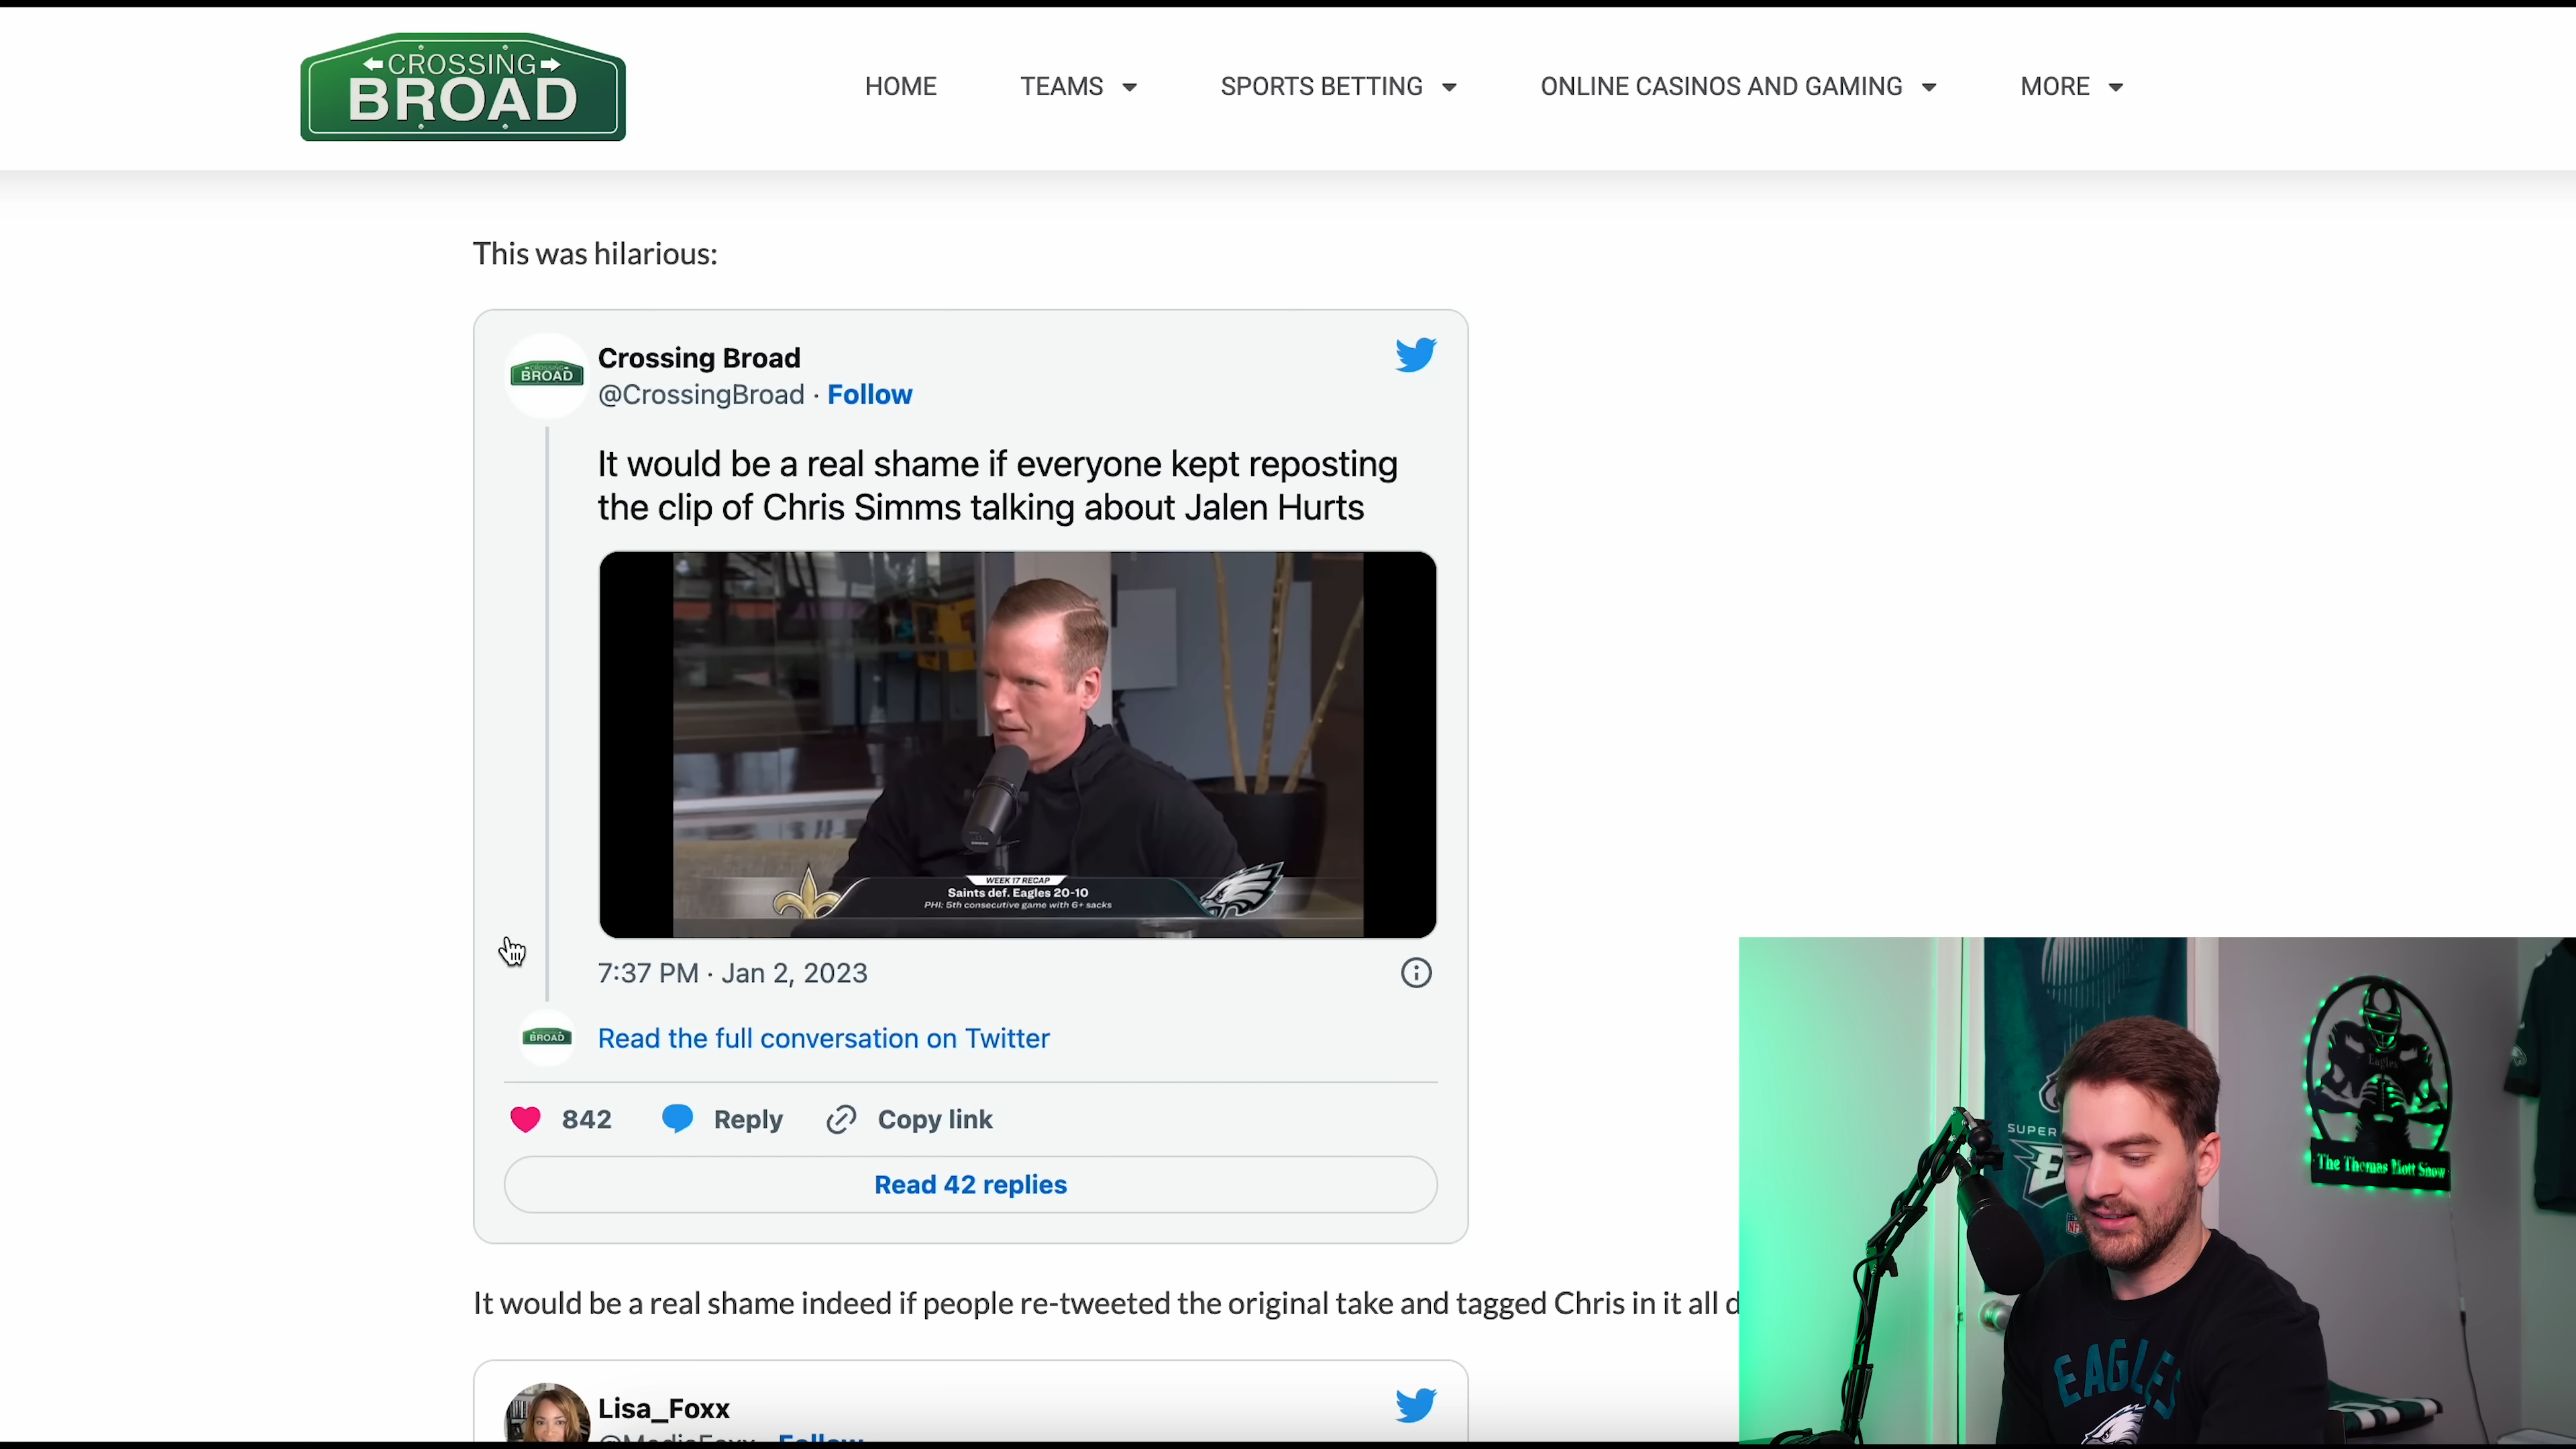 CROSSING
BROAD
HOME
TEAMS
SPORTS BETTING
ONLINE CASINOS AND GAMING
MORE
This was hilarious:
BROAD
Crossing Broad
@CrossingBroad · Follow
It would be a real shame if everyone kept reposting
the clip of Chris Simms talking about Jalen Hurts
WEEK 17 RECAP
Saints def. Eagles 20-10
PHI: 5th consecutive game with 6+ sacks
7:37 PM · Jan 2, 2023
BROAD
Read the full conversation on Twitter
842 Reply Copy link
Read 42 replies
It would be a real shame indeed if people re-tweeted the original take and tagged Chris in it all d
Lisa_Foxx
Follow
SUPER
Eagles
The Thomas Mott Show
EAGLES